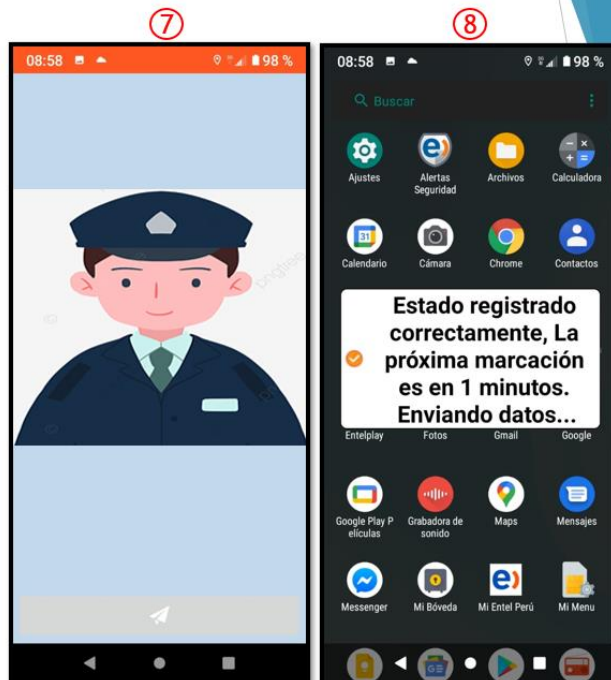 ⑦
⑧
08:58
98 %
08:58
98 %
Buscar
31
Ajustes
Alertas Seguridad
Archivos
Calculadora
Calendario
Cámara
Chrome
Contactos
Estado registrado
correctamente, La
próxima marcación
es en 1 minutos.
Enviando datos...
Entelplay
Fotos
Gmail
Google
Google Play P
elículas
Grabadora de
sonido
Maps
Mensajes
Messenger
Mi Bóveda
Mi Entel Perú
Mi Menu